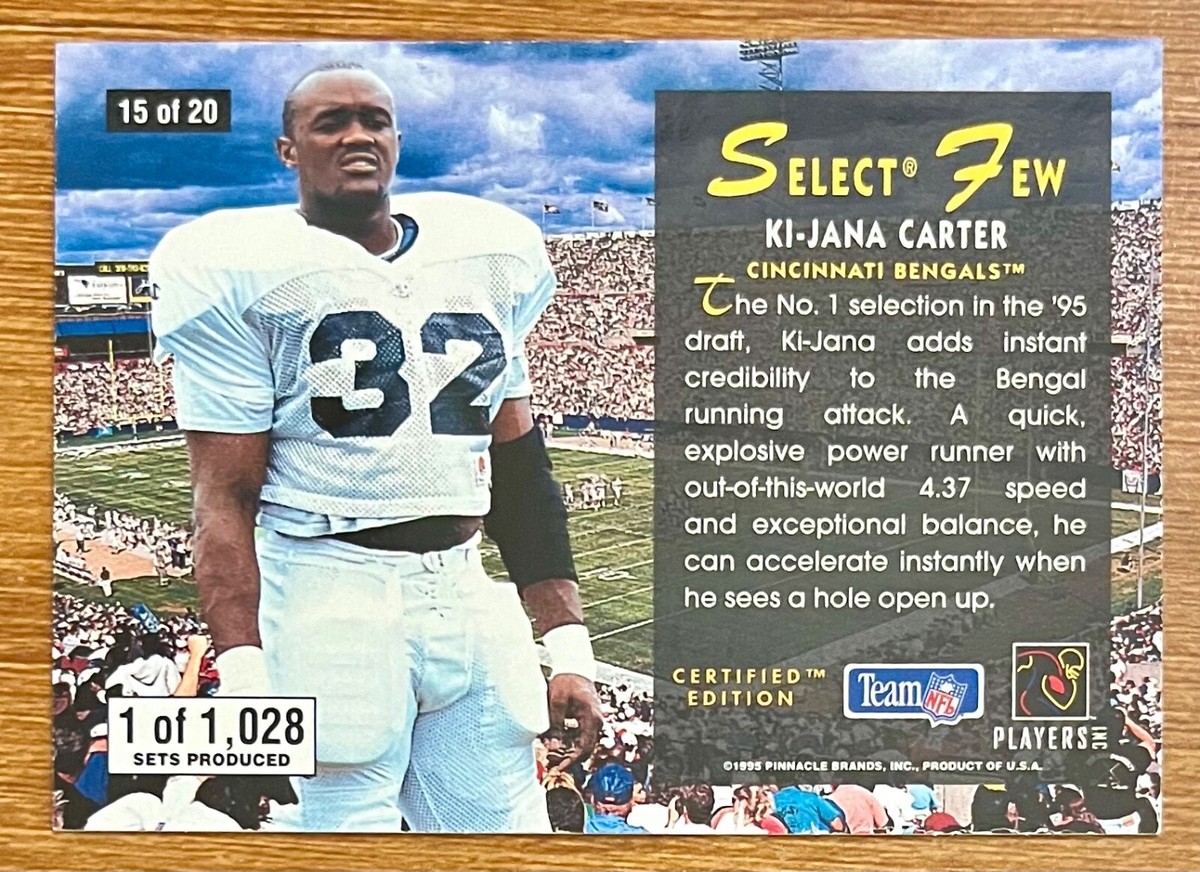 15 of 20
SELECT® FEW
KI-JANA CARTER
CINCINNATI BENGALS™
The No. 1 selection in the '95
draft, Ki-Jana adds instant
credibility to the Bengal
running attack. A quick,
explosive power runner with
out-of-this-world 4.37 speed
and exceptional balance, he
can accelerate instantly when
he sees a hole open up.
32
CERTIFIED™
EDITION
Team NFL
PLAYERS INC
1 of 1,028
SETS PRODUCED
©1995 PINNACLE BRANDS, INC., PRODUCT OF U.S.A.